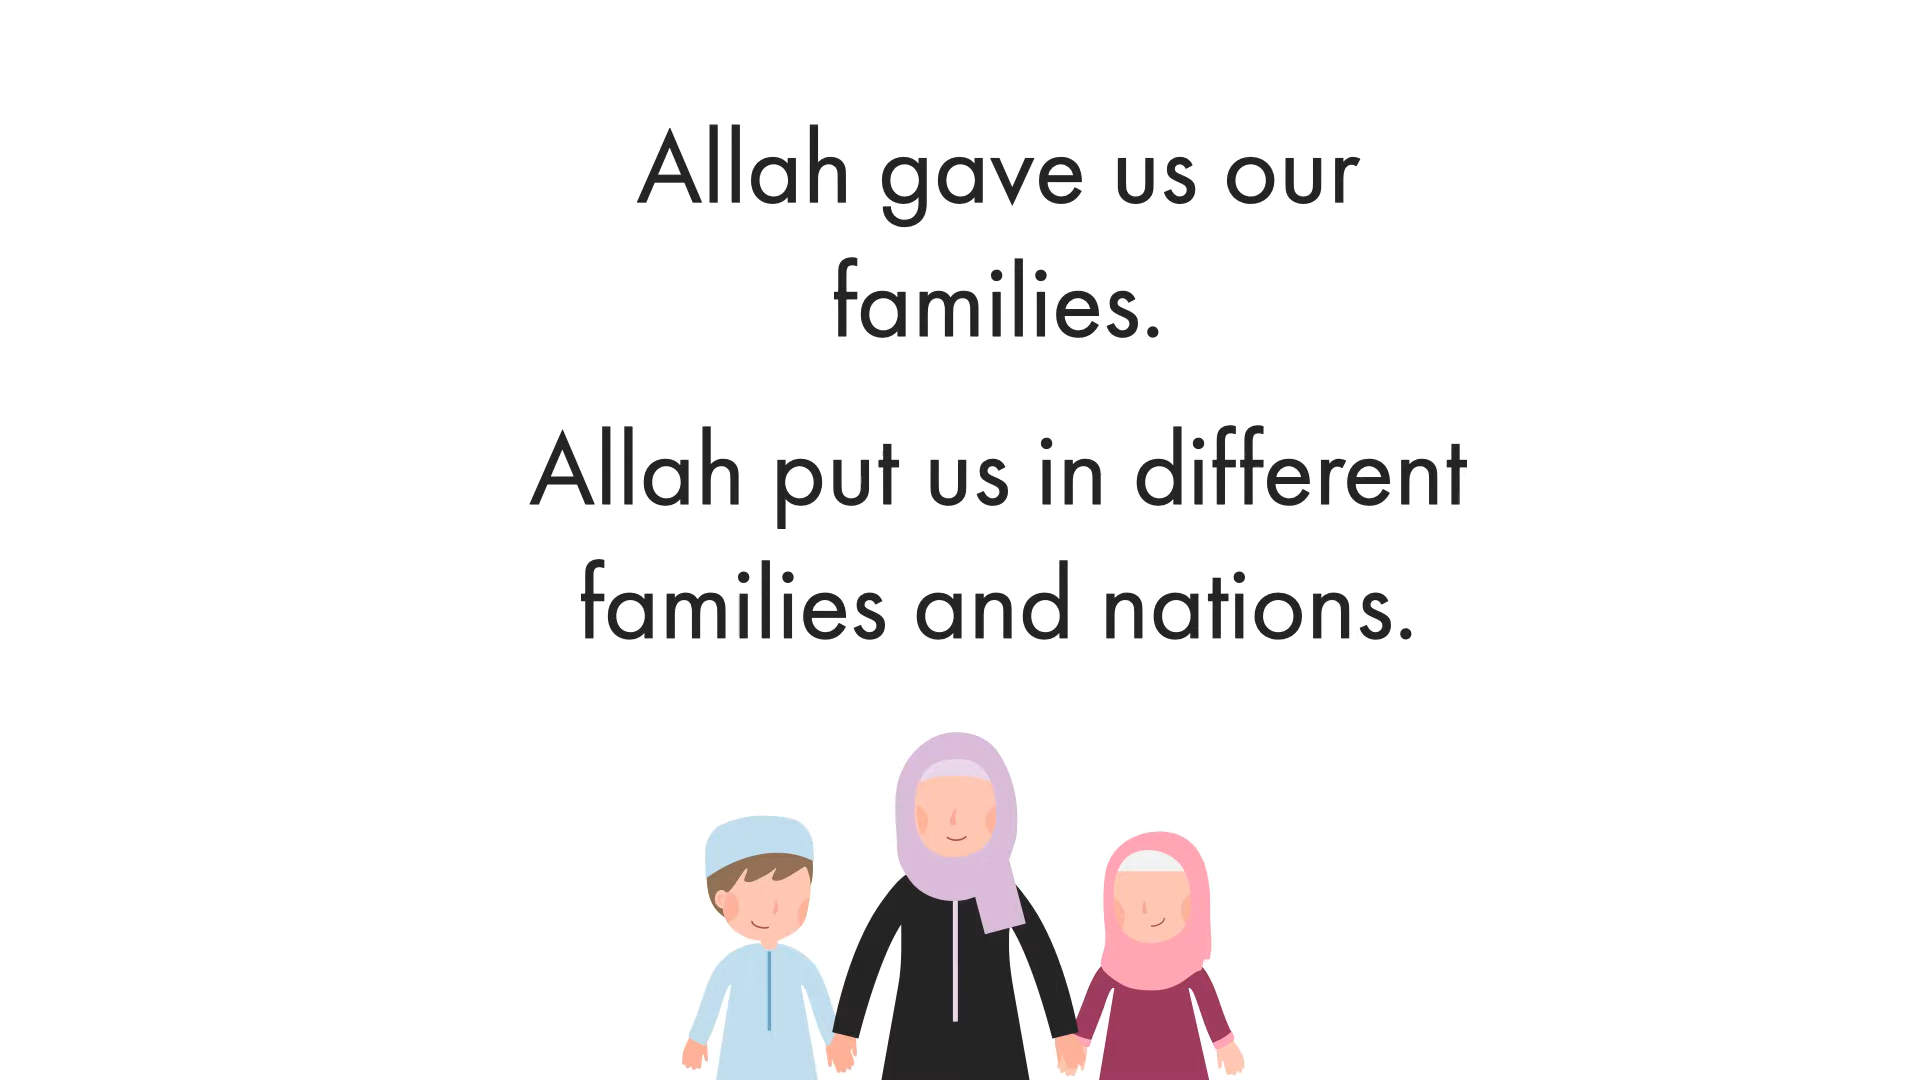 Allah gave us our
families.
Allah put us in different
families and nations.